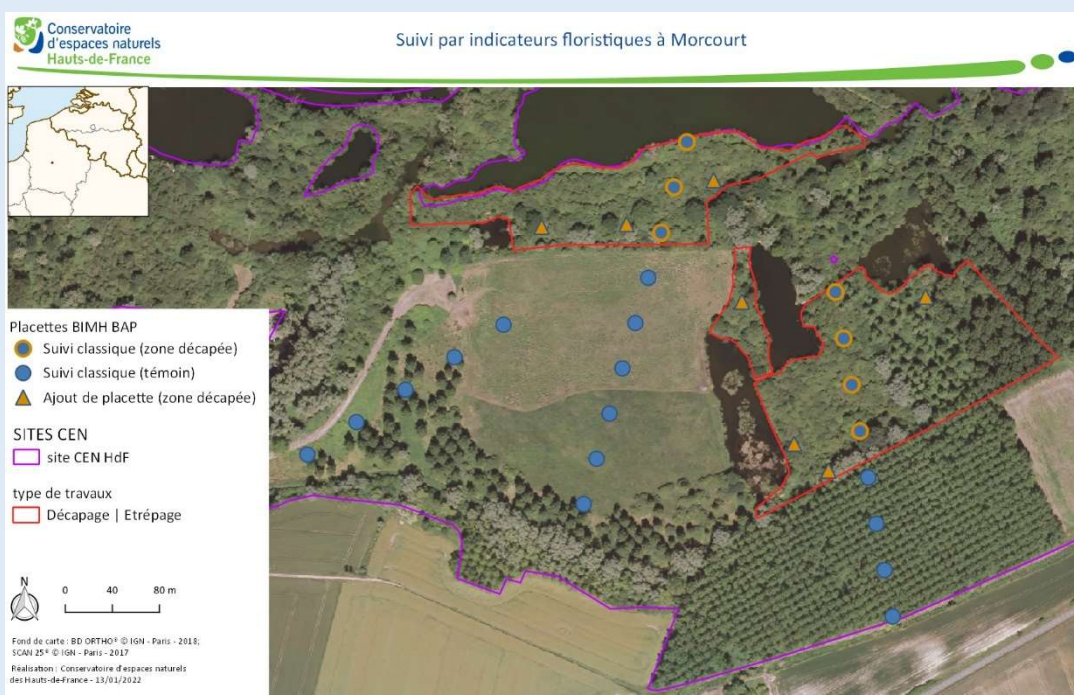 Conservatoire
d'espaces naturels
Hauts-de-France
Suivi par indicateurs floristiques à Morcourt
Placettes BIMH BAP
Suivi classique (zone décapée)
Suivi classique (témoin)
Ajout de placette (zone décapée)
SITES CEN
site CEN HdF
type de travaux
Décapage | Etrépage
N
0 40 80 m
Fond de carte : BD ORTHO® © IGN - Paris - 2018;
SCAN 25® © IGN - Paris - 2017
Réalisation : Conservatoire d'espaces naturels
des Hauts-de-France - 13/01/2022